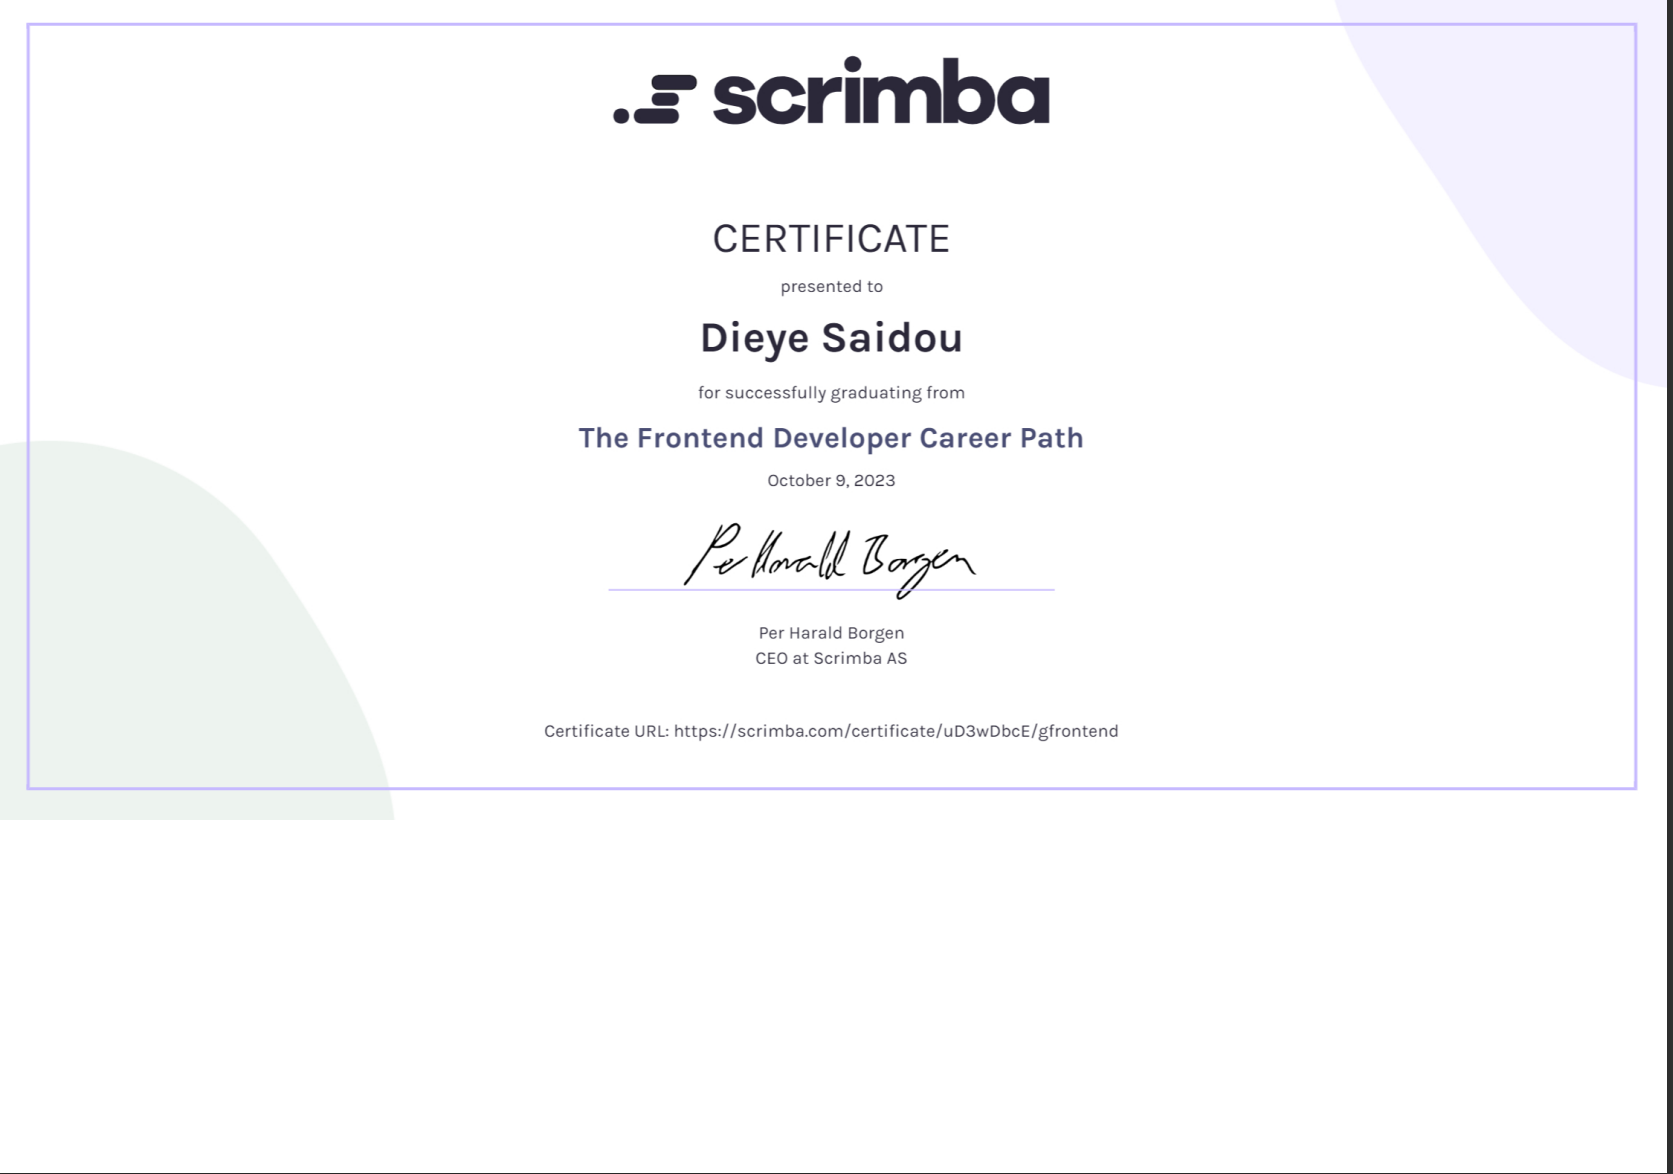 scrimba
CERTIFICATE
presented to
Dieye Saidou
for successfully graduating from
The Frontend Developer Career Path
October 9, 2023
Per Harald Borgen
Per Harald Borgen
CEO at Scrimba AS
Certificate URL: https://scrimba.com/certificate/uD3wDbcE/gfrontend